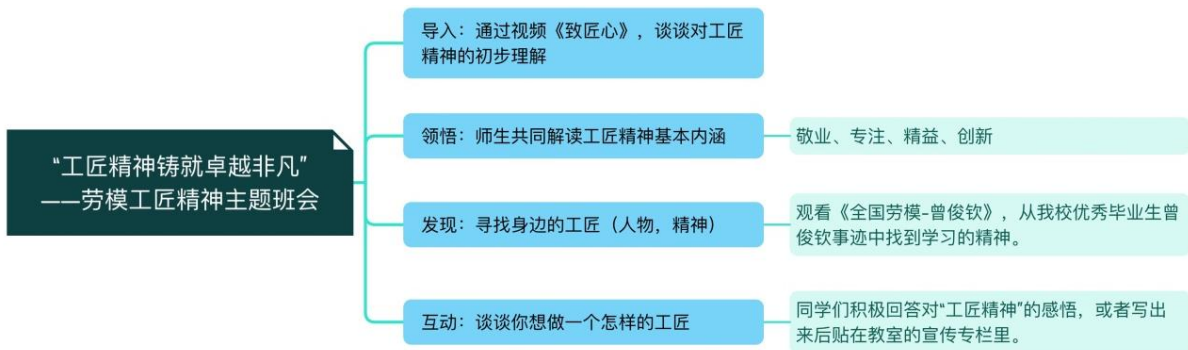 “工匠精神铸就卓越非凡”
——劳模工匠精神主题班会
导入：通过视频《致匠心》，谈谈对工匠
精神的初步理解
领悟：师生共同解读工匠精神基本内涵
敬业、专注、精益、创新
发现：寻找身边的工匠（人物，精神）
观看《全国劳模-曾俊钦》，从我校优秀毕业生曾
俊钦事迹中找到学习的精神。
互动：谈谈你想做一个怎样的工匠
同学们积极回答对“工匠精神”的感悟，或者写出
来后贴在教室的宣传专栏里。